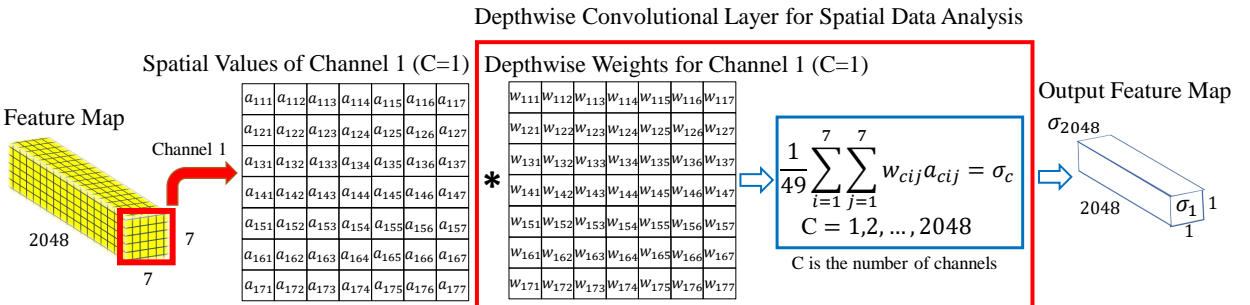 Depthwise Convolutional Layer for Spatial Data Analysis
Spatial Values of Channel 1 (C=1)
Depthwise Weights for Channel 1 (C=1)
Feature Map
Channel 1
2048
7
7
a₁₁₁ a₁₁₂ a₁₁₃ a₁₁₄ a₁₁₅ a₁₁₆ a₁₁₇
a₁₂₁ a₁₂₂ a₁₂₃ a₁₂₄ a₁₂₅ a₁₂₆ a₁₂₇
a₁₃₁ a₁₃₂ a₁₃₃ a₁₃₄ a₁₃₅ a₁₃₆ a₁₃₇
a₁₄₁ a₁₄₂ a₁₄₃ a₁₄₄ a₁₄₅ a₁₄₆ a₁₄₇
a₁₅₁ a₁₅₂ a₁₅₃ a₁₅₄ a₁₅₅ a₁₅₆ a₁₅₇
a₁₆₁ a₁₆₂ a₁₆₃ a₁₆₄ a₁₆₅ a₁₆₆ a₁₆₇
a₁₇₁ a₁₇₂ a₁₇₃ a₁₇₄ a₁₇₅ a₁₇₆ a₁₇₇
*
w₁₁₁ w₁₁₂ w₁₁₃ w₁₁₄ w₁₁₅ w₁₁₆ w₁₁₇
w₁₂₁ w₁₂₂ w₁₂₃ w₁₂₄ w₁₂₅ w₁₂₆ w₁₂₇
w₁₃₁ w₁₃₂ w₁₃₃ w₁₃₄ w₁₃₅ w₁₃₆ w₁₃₇
w₁₄₁ w₁₄₂ w₁₄₃ w₁₄₄ w₁₄₅ w₁₄₆ w₁₄₇
w₁₅₁ w₁₅₂ w₁₅₃ w₁₅₄ w₁₅₅ w₁₅₆ w₁₅₇
w₁₆₁ w₁₆₂ w₁₆₃ w₁₆₄ w₁₆₅ w₁₆₆ w₁₆₇
w₁₇₁ w₁₇₂ w₁₇₃ w₁₇₄ w₁₇₅ w₁₇₆ w₁₇₇
1/49 ∑_{i=1}^{7} ∑_{j=1}^{7} w_{cij} a_{cij} = σ_c
C = 1,2, … , 2048
C is the number of channels
Output Feature Map
σ₂₀₄₈
2048
σ₁
1
1